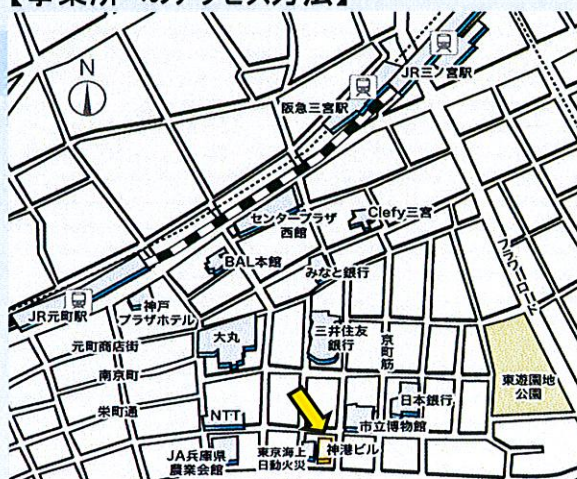 【事業所へのアクセス方法】
N
JR三ノ宮駅
阪急三宮駅
センタープラザ
西館
Clefy三宮
フラワーロード
BAL本館
みなと銀行
JR元町駅
神戸
プラザホテル
元町商店街
大丸
三井住友
銀行
京町筋
南京町
東遊園地
公園
栄町通
NTT
日本銀行
市立博物館
JA兵庫県
農業会館
東京海上
日動火災
神港ビル